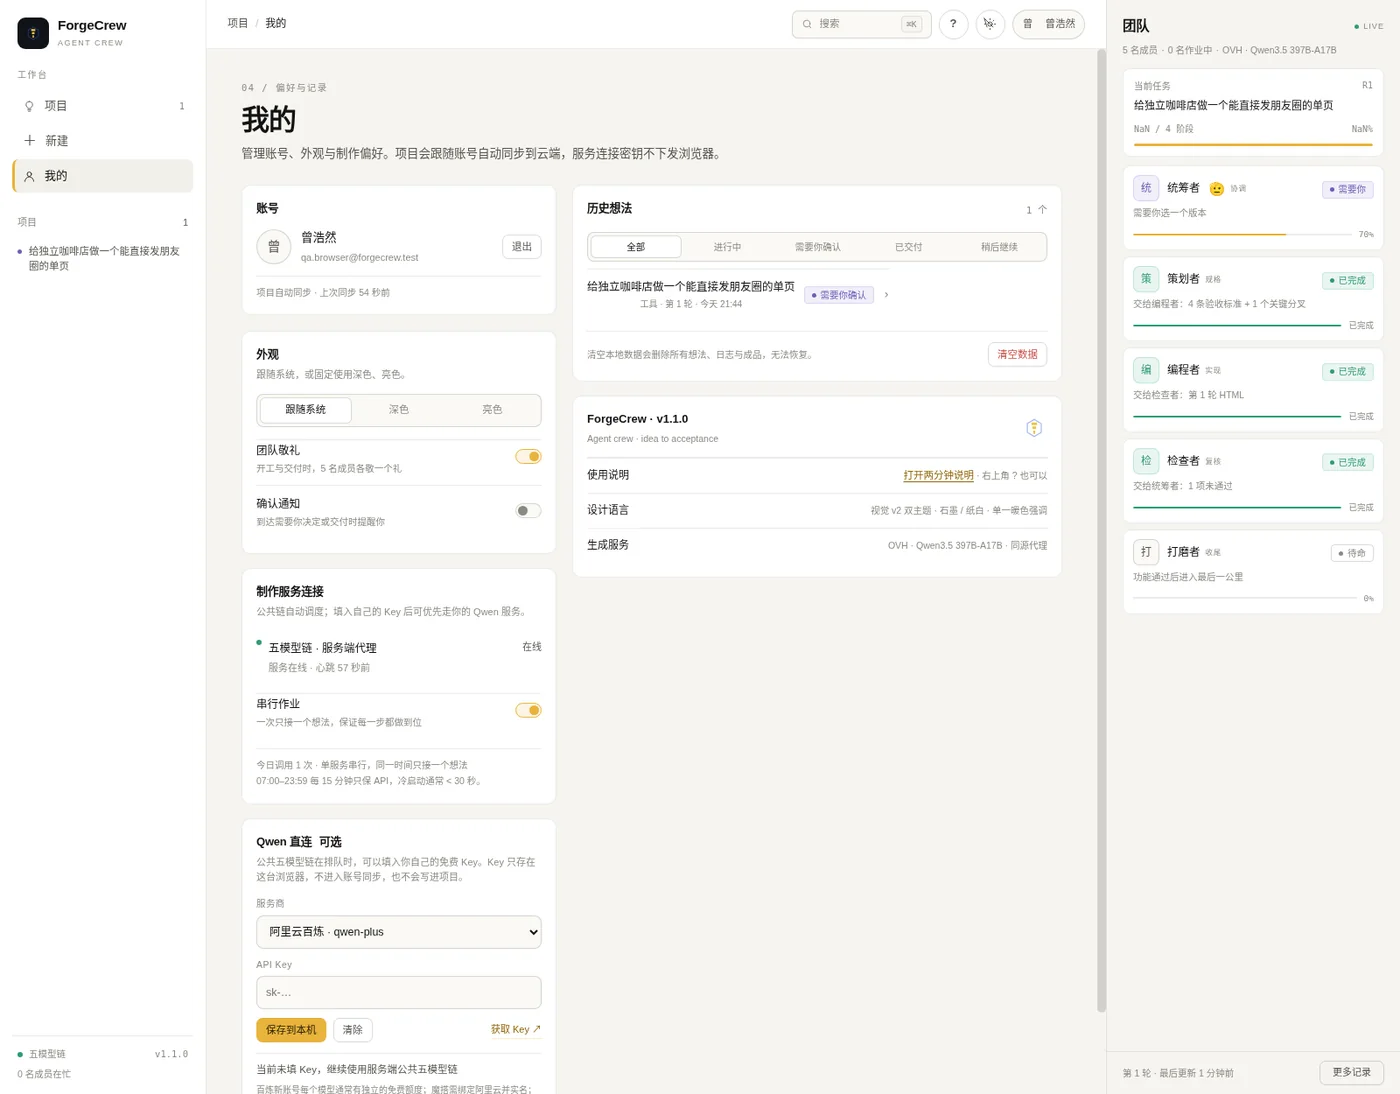 ForgeCrew
AGENT CREW
工作台
项目 1
新建
我的
项目 1
给独立咖啡店做一个能直接发朋友
圈的单页
五模型链 v1.1.0
0 名成员在忙
项目 / 我的
搜索 ⌘K
?
曾 曾浩然
04 / 偏好与记录
我的
管理账号、外观与制作偏好。项目会跟随账号自动同步到云端，服务连接密钥不下发浏览器。
账号
曾
曾浩然
qa.browser@forgecrew.test
退出
项目自动同步 · 上次同步 54 秒前
外观
跟随系统，或固定使用深色、亮色。
跟随系统 深色 亮色
团队敬礼
开工与交付时，5 名成员各敬一个礼
确认通知
到达需要你决定或交付时提醒你
制作服务连接
公共链自动调度；填入自己的 Key 后可优先走你的 Qwen 服务。
五模型链 · 服务端代理 在线
服务在线 · 心跳 57 秒前
串行作业
一次只接一个想法，保证每一步都做到位
今日调用 1 次 · 单服务串行，同一时间只接一个想法
07:00–23:59 每 15 分钟只保 API，冷启动通常 < 30 秒。
Qwen 直连 可选
公共五模型链在排队时，可以填入你自己的免费 Key。Key 只存在
这台浏览器，不进入账号同步，也不会写进项目。
服务商
阿里云百炼 · qwen-plus
API Key
sk-…
保存到本机 清除 获取 Key ↗
当前未填 Key，继续使用服务端公共五模型链
百炼新账号每个模型通常有独立的免费额度；魔搭需绑定阿里云并实名；
历史想法 1 个
全部 进行中 需要你确认 已交付 稍后继续
给独立咖啡店做一个能直接发朋友圈的单页
工具 · 第 1 轮 · 今天 21:44
需要你确认 ›
清空本地数据会删除所有想法、日志与成品，无法恢复。
清空数据
ForgeCrew · v1.1.0
Agent crew · idea to acceptance
使用说明 打开两分钟说明 · 右上角 ? 也可以
设计语言 视觉 v2 双主题 · 石墨 / 纸白 · 单一暖色强调
生成服务 OVH · Qwen3.5 397B-A17B · 同源代理
团队 LIVE
5 名成员 · 0 名作业中 · OVH · Qwen3.5 397B-A17B
当前任务 R1
给独立咖啡店做一个能直接发朋友圈的单页
NaN / 4 阶段 NaN%
统 统筹者 协调 需要你
需要你选一个版本
70%
策 策划者 规格 已完成
交给编程者：4 条验收标准 + 1 个关键分叉
已完成
编 编程者 实现 已完成
交给检查者：第 1 轮 HTML
已完成
检 检查者 复核 已完成
交给统筹者：1 项未通过
已完成
打 打磨者 收尾 待命
功能通过后进入最后一公里
0%
第 1 轮 · 最后更新 1 分钟前 更多记录